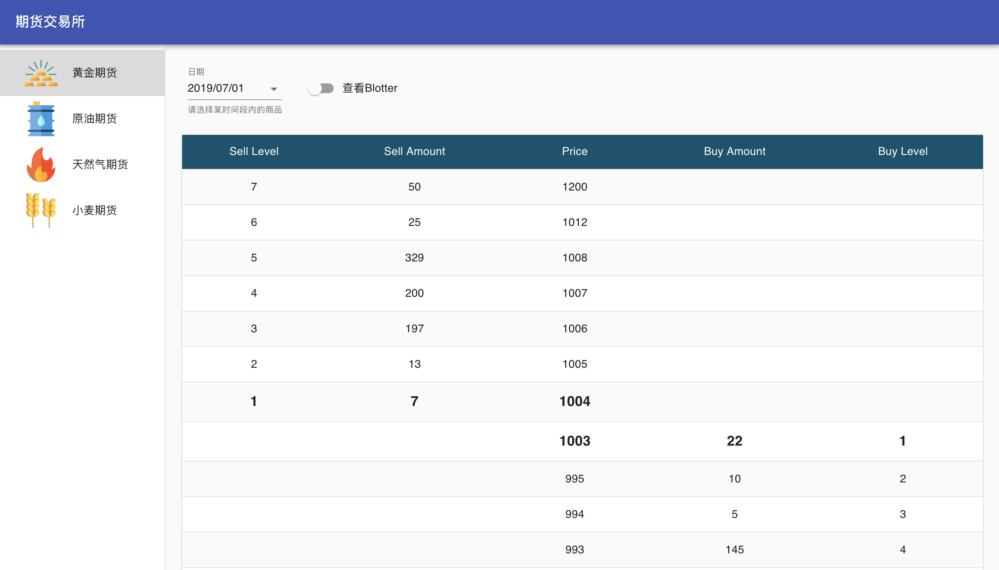 期货交易所
黄金期货
原油期货
天然气期货
小麦期货
日期
2019/07/01
查看Blotter
请选择某时间段内的商品
Sell Level Sell Amount Price Buy Amount Buy Level
7 50 1200
6 25 1012
5 329 1008
4 200 1007
3 197 1006
2 13 1005
1 7 1004
1003 22 1
995 10 2
994 5 3
993 145 4